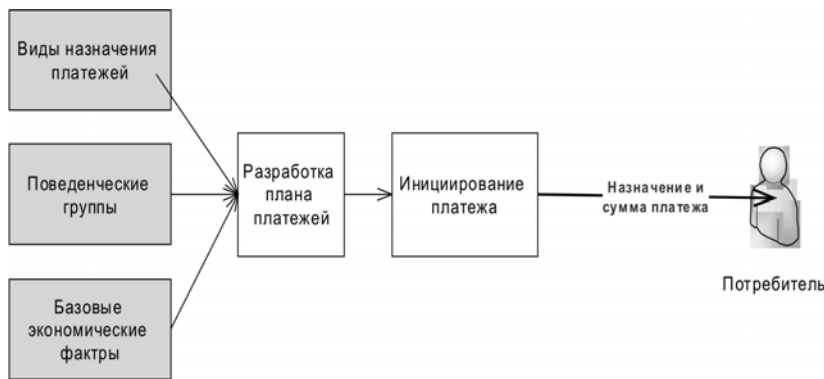 Виды назначения
платежей
Поведенческие
группы
Базовые
экономические
фактры
Разработка
плана
платежей
Инициирование
платежа
Назначение и
сумма платежа
Потребитель